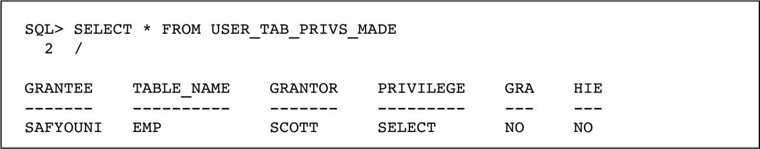 SQL> SELECT * FROM USER_TAB_PRIVS_MADE
2 /
GRANTEE TABLE_NAME GRANTOR PRIVILEGE GRA HIE
------- ---------- ------- --------- --- ---
SAFYOUNI EMP SCOTT SELECT NO NO